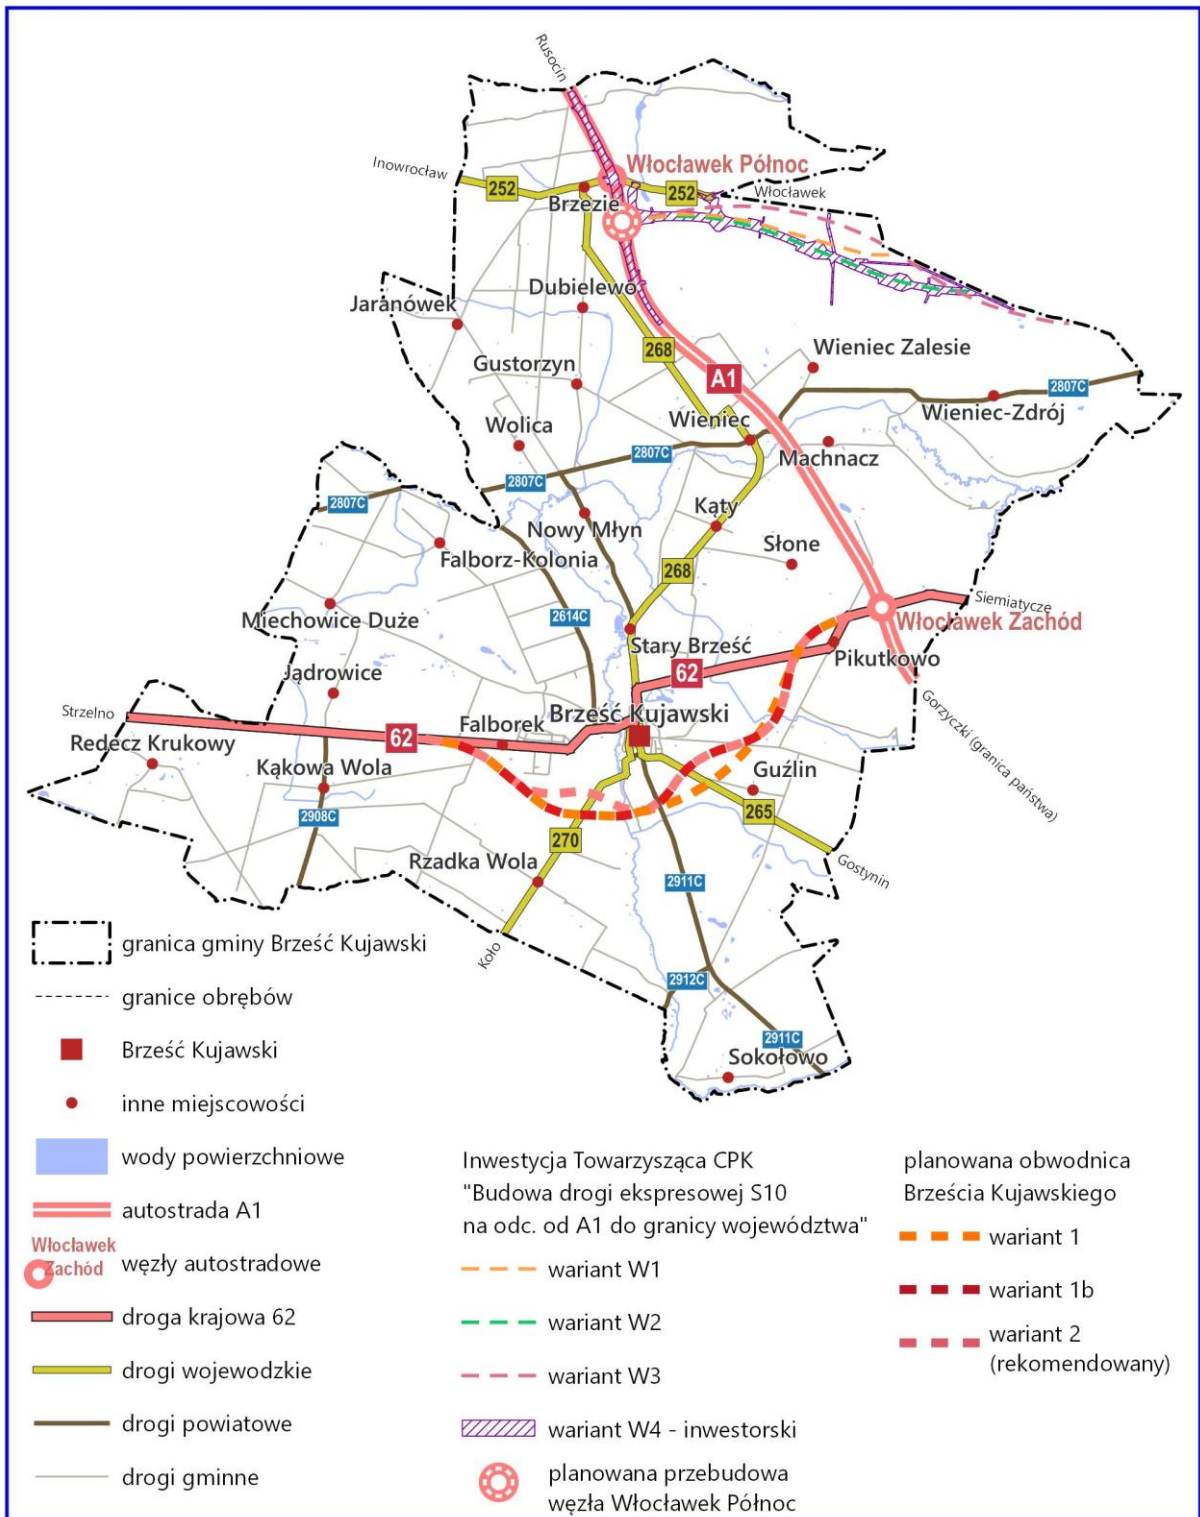 Rusocin
Włocławek Północ
Inowrocław
252
252
Włocławek
Brzezie
Dubielewo
Jaranówek
268
Wieniec Zalesie
Gustorzyn
A1
2807C
Wieniec-Zdrój
Wolica
Wieniec
Machnacz
2807C
2807C
2807C
Kąty
Nowy Młyn
Słone
Falborz-Kolonia
268
Siemiatycze
Miechowice Duże
2614C
Włocławek Zachód
Stary Brześć
Pikutkowo
62
Jądrowice
Gorzyczki (granica państwa)
Strzelno
Brześć Kujawski
Falborek
62
Redecz Krukowy
Kąkowa Wola
Guźlin
2908C
265
270
Gostynin
Rzadka Wola
2911C
Koło
2912C
2911C
Sokołowo
granica gminy Brześć Kujawski
granice obrębów
Brześć Kujawski
inne miejscowości
wody powierzchniowe
autostrada A1
Włocławek
Zachód
węzły autostradowe
droga krajowa 62
drogi wojewodzkie
drogi powiatowe
drogi gminne
Inwestycja Towarzysząca CPK
"Budowa drogi ekspresowej S10
na odc. od A1 do granicy województwa"
wariant W1
wariant W2
wariant W3
wariant W4 - inwestorski
planowana przebudowa
węzła Włocławek Północ
planowana obwodnica
Brześcia Kujawskiego
wariant 1
wariant 1b
wariant 2
(rekomendowany)